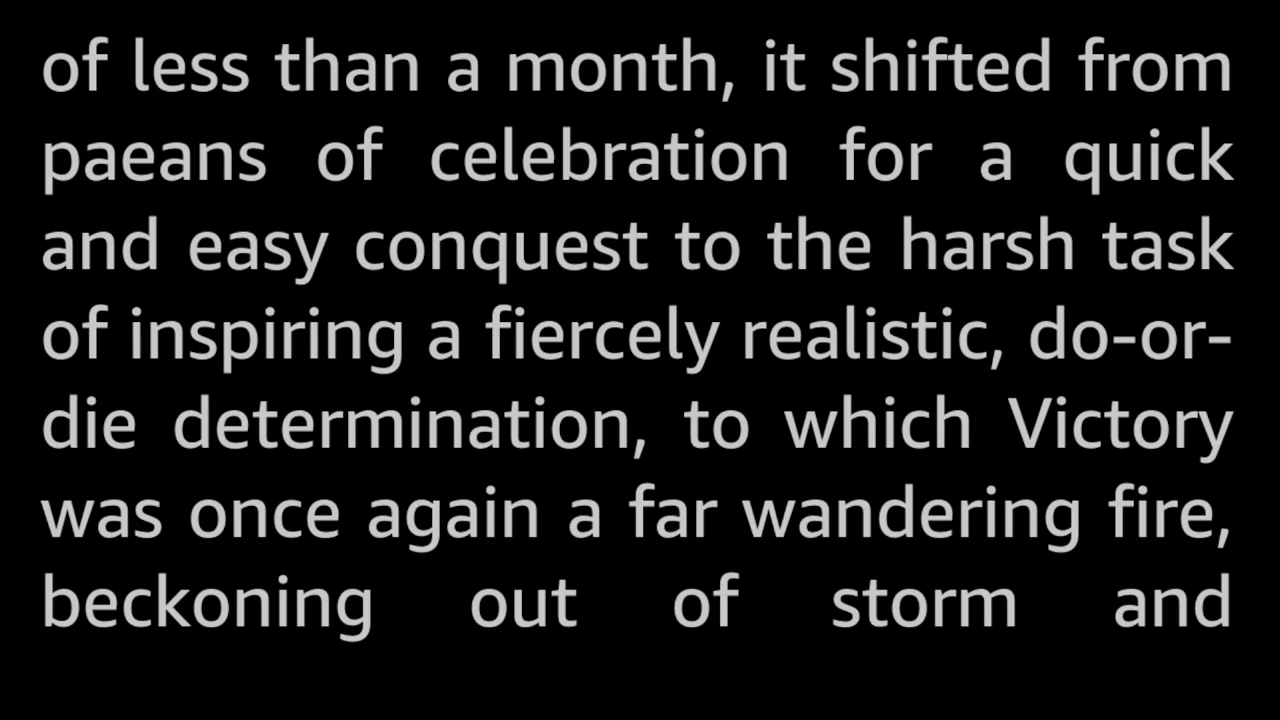 of less than a month, it shifted from
paeans of celebration for a quick
and easy conquest to the harsh task
of inspiring a fiercely realistic, do-or-
die determination, to which Victory
was once again a far wandering fire,
beckoning out of storm and